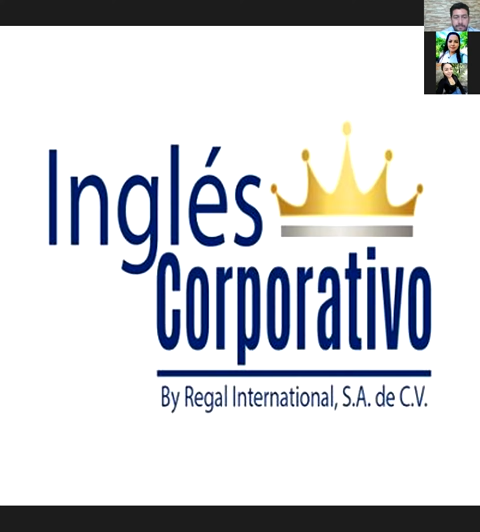 Inglés
Corporativo
By Regal International, S.A. de C.V.